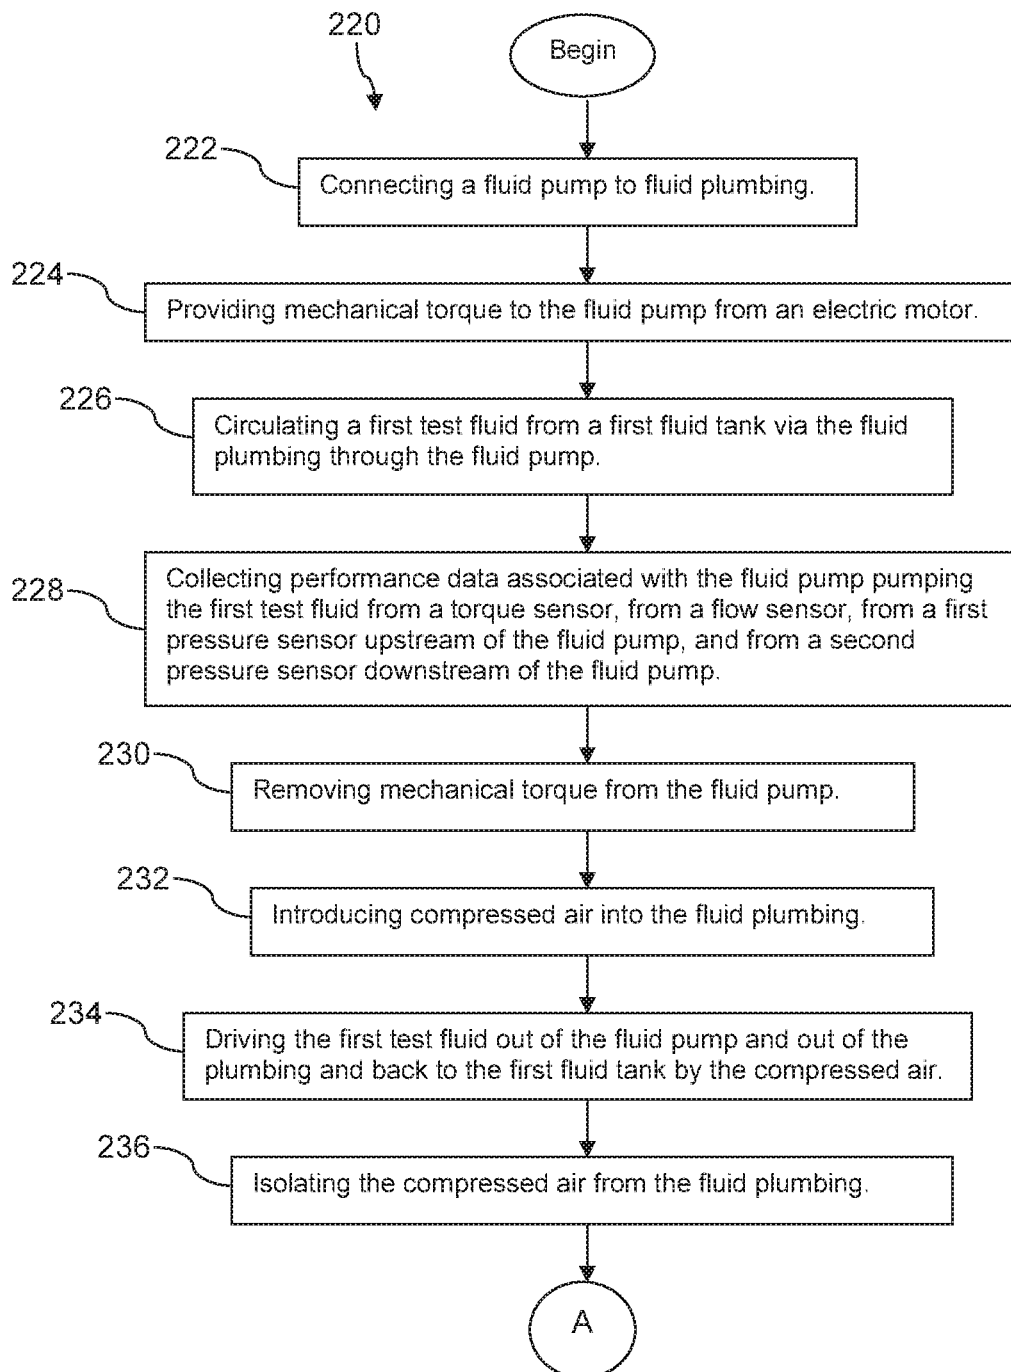 220
Begin
222
Connecting a fluid pump to fluid plumbing.
224
Providing mechanical torque to the fluid pump from an electric motor.
226
Circulating a first test fluid from a first fluid tank via the fluid
plumbing through the fluid pump.
228
Collecting performance data associated with the fluid pump pumping
the first test fluid from a torque sensor, from a flow sensor, from a first
pressure sensor upstream of the fluid pump, and from a second
pressure sensor downstream of the fluid pump.
230
Removing mechanical torque from the fluid pump.
232
Introducing compressed air into the fluid plumbing.
234
Driving the first test fluid out of the fluid pump and out of the
plumbing and back to the first fluid tank by the compressed air.
236
Isolating the compressed air from the fluid plumbing.
A